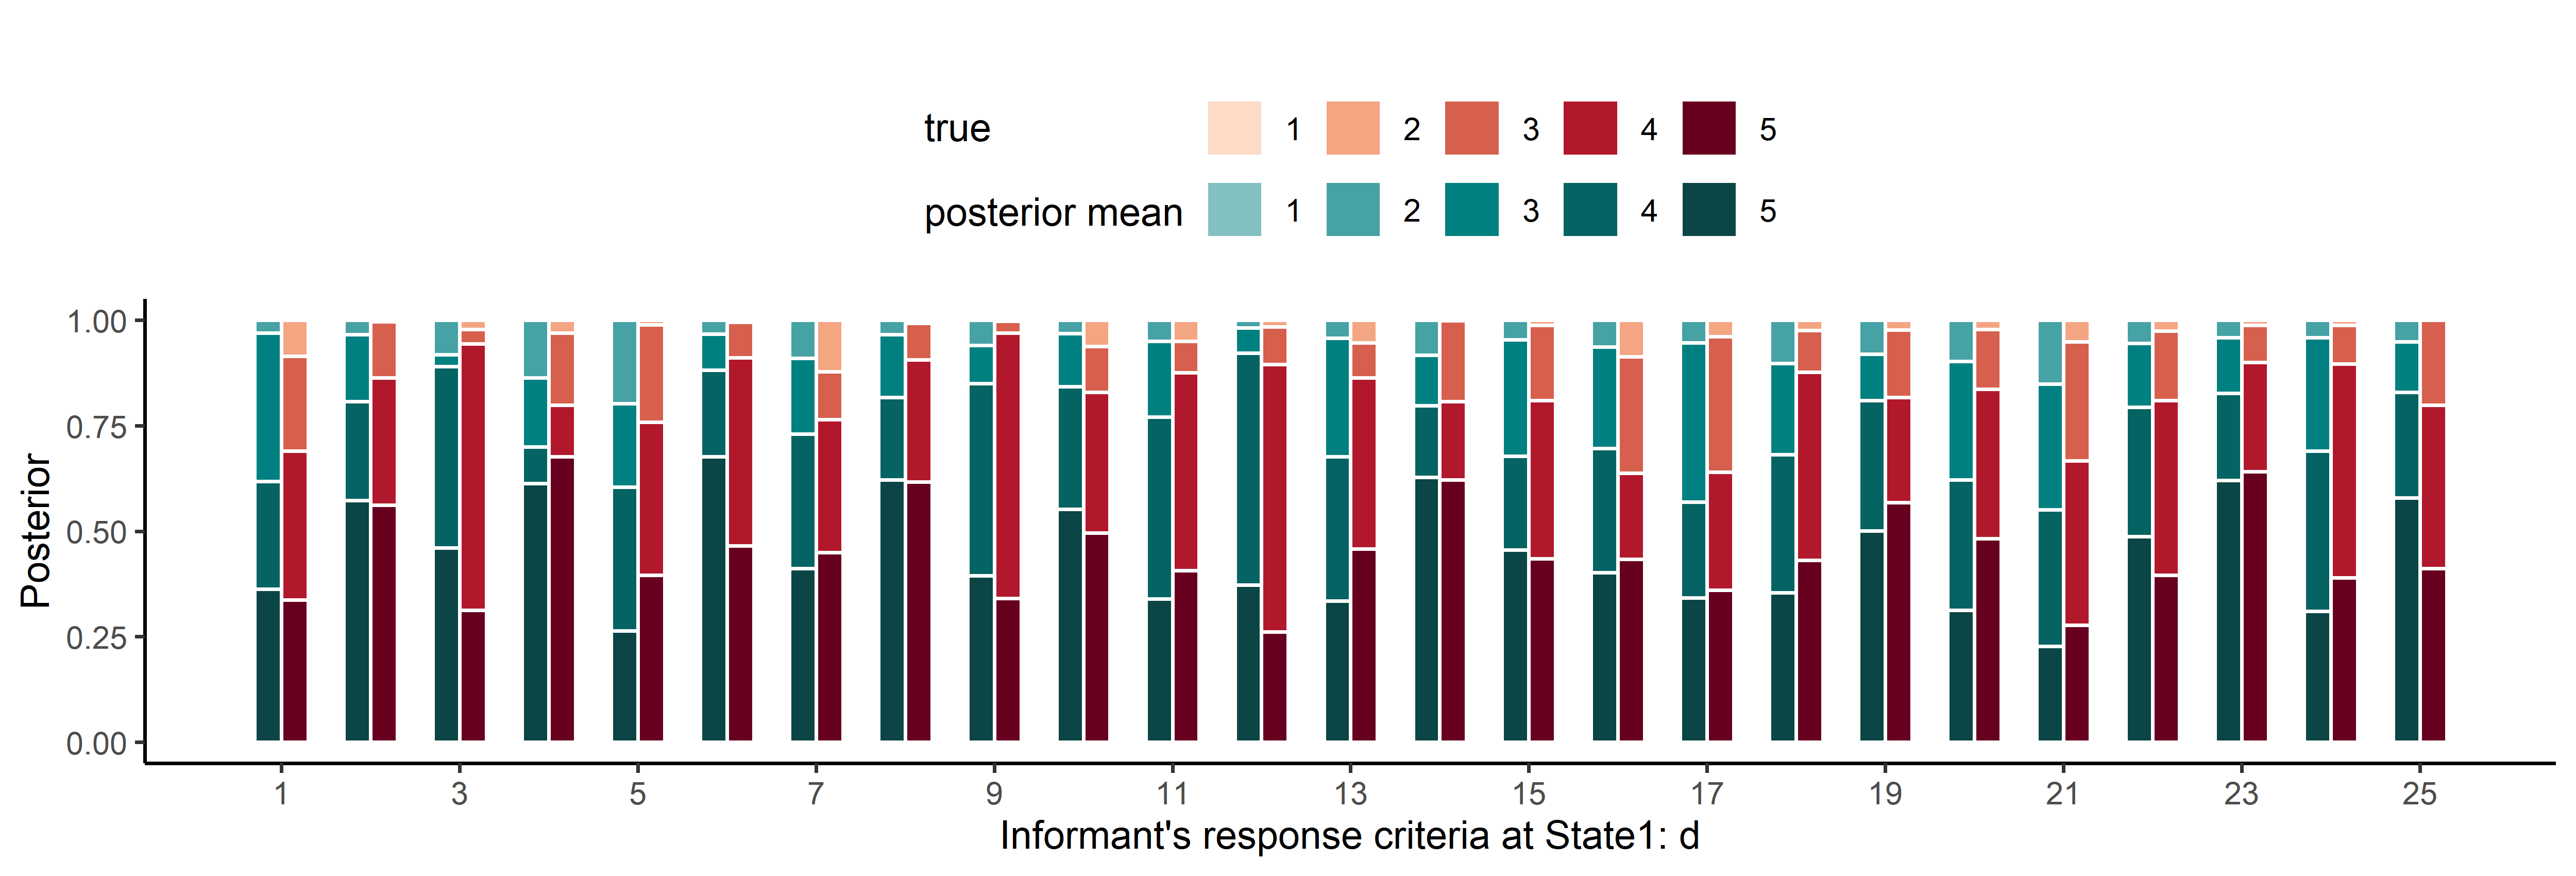 true 1 2 3 4 5
posterior mean 1 2 3 4 5
1.00
0.75
0.50
0.25
0.00
Posterior
1 3 5 7 9 11 13 15 17 19 21 23 25
Informant's response criteria at State1: d